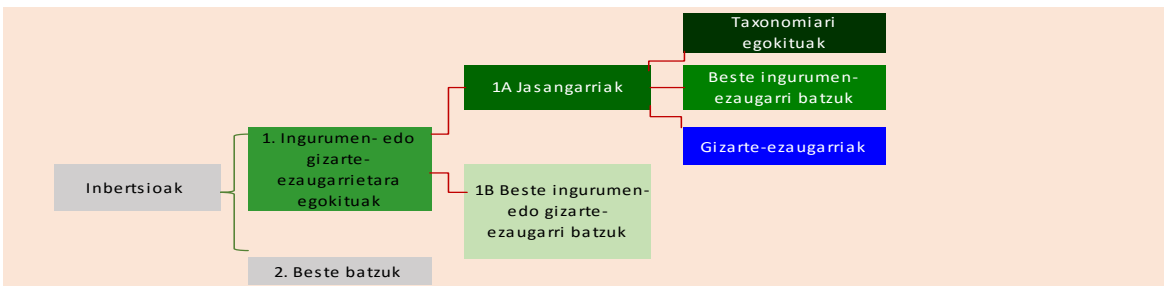 Taxonomiari
egokituak
1A Jasangarriak
Beste ingurumen-
ezaugarri batzuk
1. Ingurumen- edo
gizarte-
ezaugarrietara
egokituak
Gizarte-ezaugarriak
Inbertsioak
1B Beste ingurumen-
edo gizarte-
ezaugarri batzuk
2. Beste batzuk